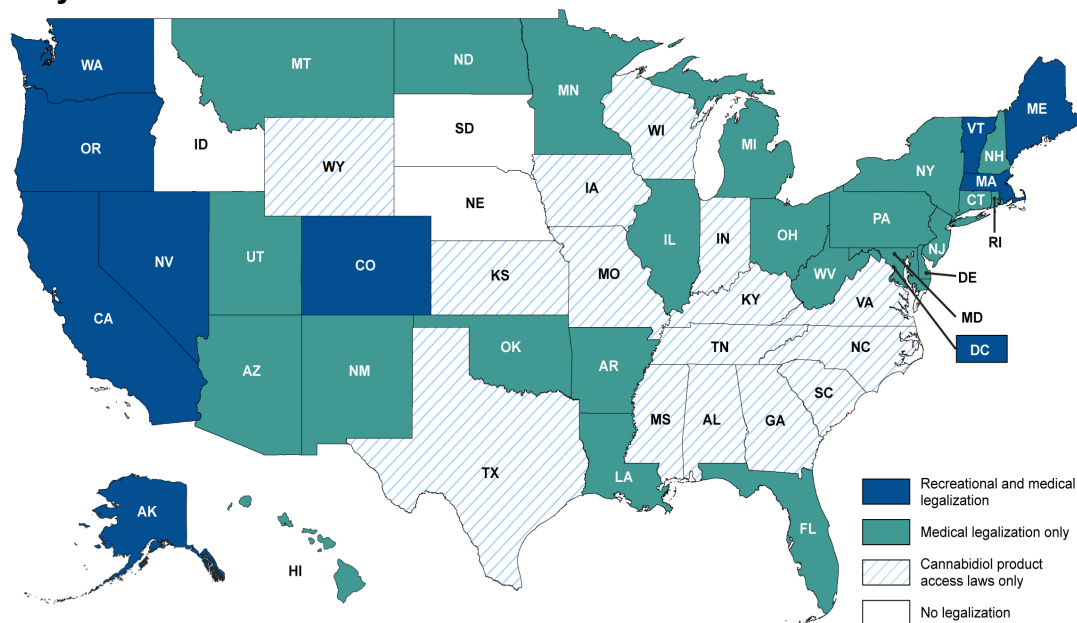 WA
MT
ND
MN
ME
VT
OR
ID
SD
WI
MI
NH
NY
MA
WY
CT
RI
IA
NE
PA
NJ
IL
IN
OH
NV
UT
CO
DE
WV
KS
MO
KY
VA
MD
CA
DC
OK
TN
NC
AZ
NM
AR
SC
MS
AL
GA
TX
LA
Recreational and medical
legalization
AK
FL
Medical legalization only
HI
Cannabidiol product
access laws only
No legalization